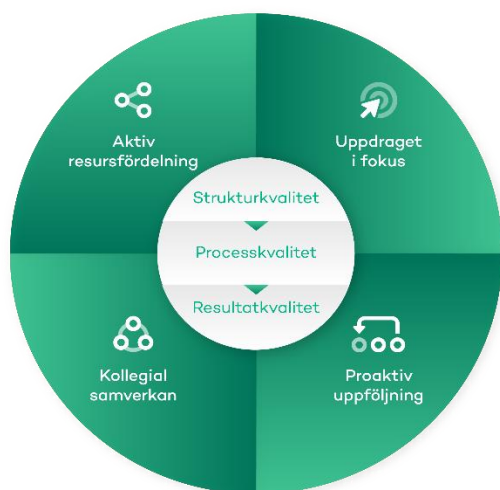 Aktiv
resursfördelning
Uppdraget
i fokus
Strukturkvalitet
Processkvalitet
Resultatkvalitet
Kollegial
samverkan
Proaktiv
uppföljning